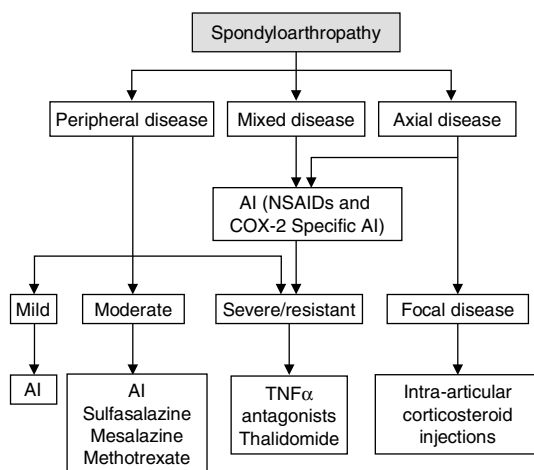 Spondyloarthropathy
Peripheral disease
Mixed disease
Axial disease
AI (NSAIDs and
COX-2 Specific AI)
Mild
Moderate
Severe/resistant
Focal disease
AI
AI
Sulfasalazine
Mesalazine
Methotrexate
TNFα
antagonists
Thalidomide
Intra-articular
corticosteroid
injections